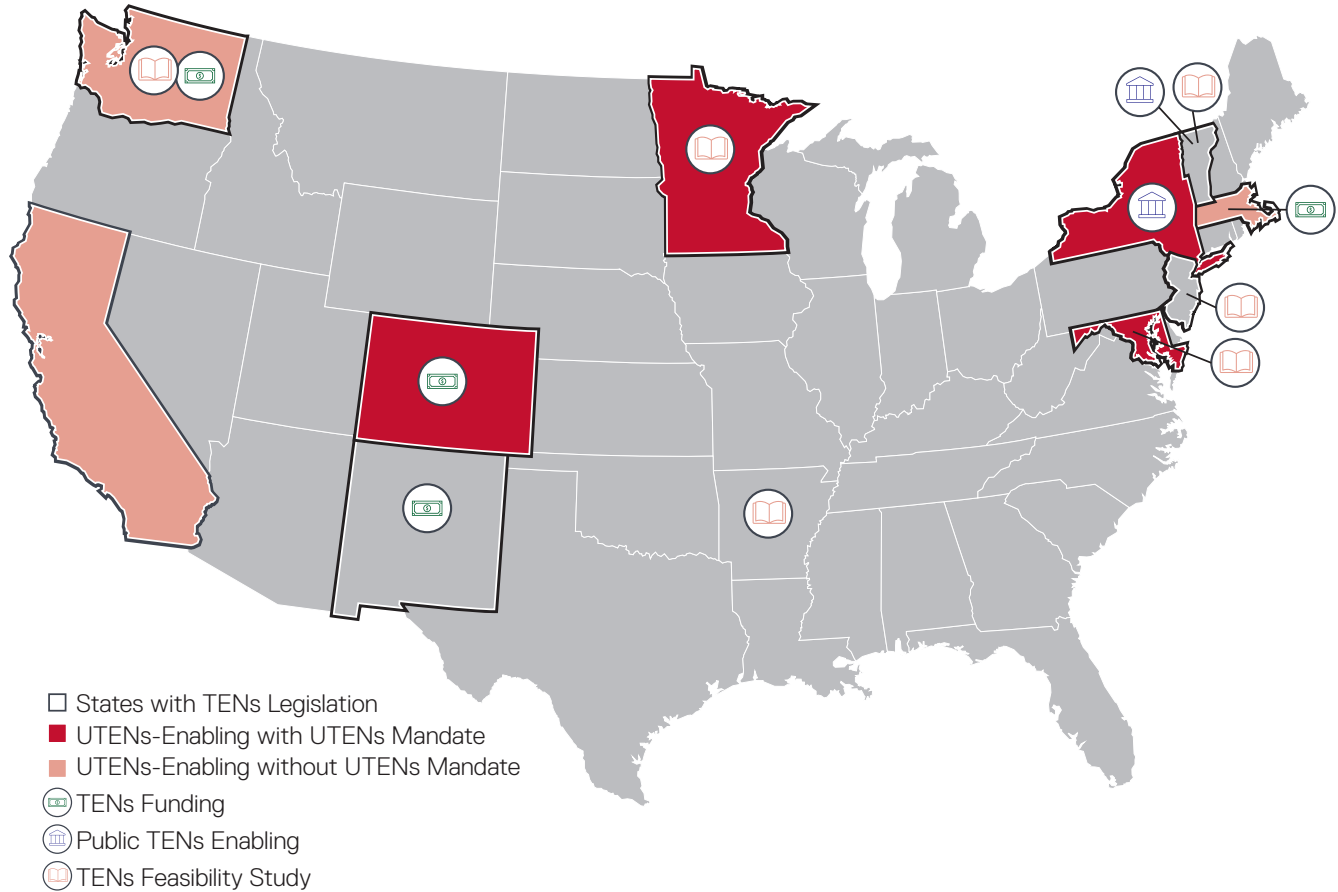 States with TENs Legislation
UTENs-Enabling with UTENs Mandate
UTENs-Enabling without UTENs Mandate
TENs Funding
Public TENs Enabling
TENs Feasibility Study